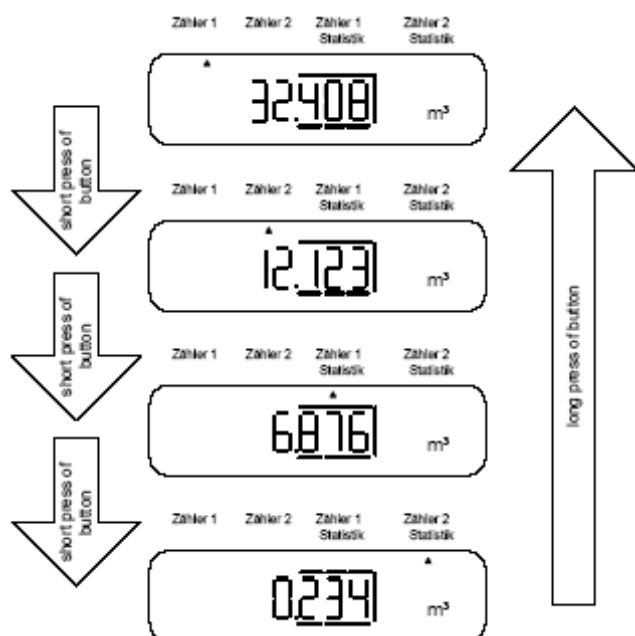 Zähler 1 Zähler 2 Zähler 1 Zähler 2
Statistik Statistik
32.408 m³
short press of
button
Zähler 1 Zähler 2 Zähler 1 Zähler 2
Statistik Statistik
12.123 m³
short press of
button
Zähler 1 Zähler 2 Zähler 1 Zähler 2
Statistik Statistik
6.876 m³
short press of
button
Zähler 1 Zähler 2 Zähler 1 Zähler 2
Statistik Statistik
0.234 m³
long press of button